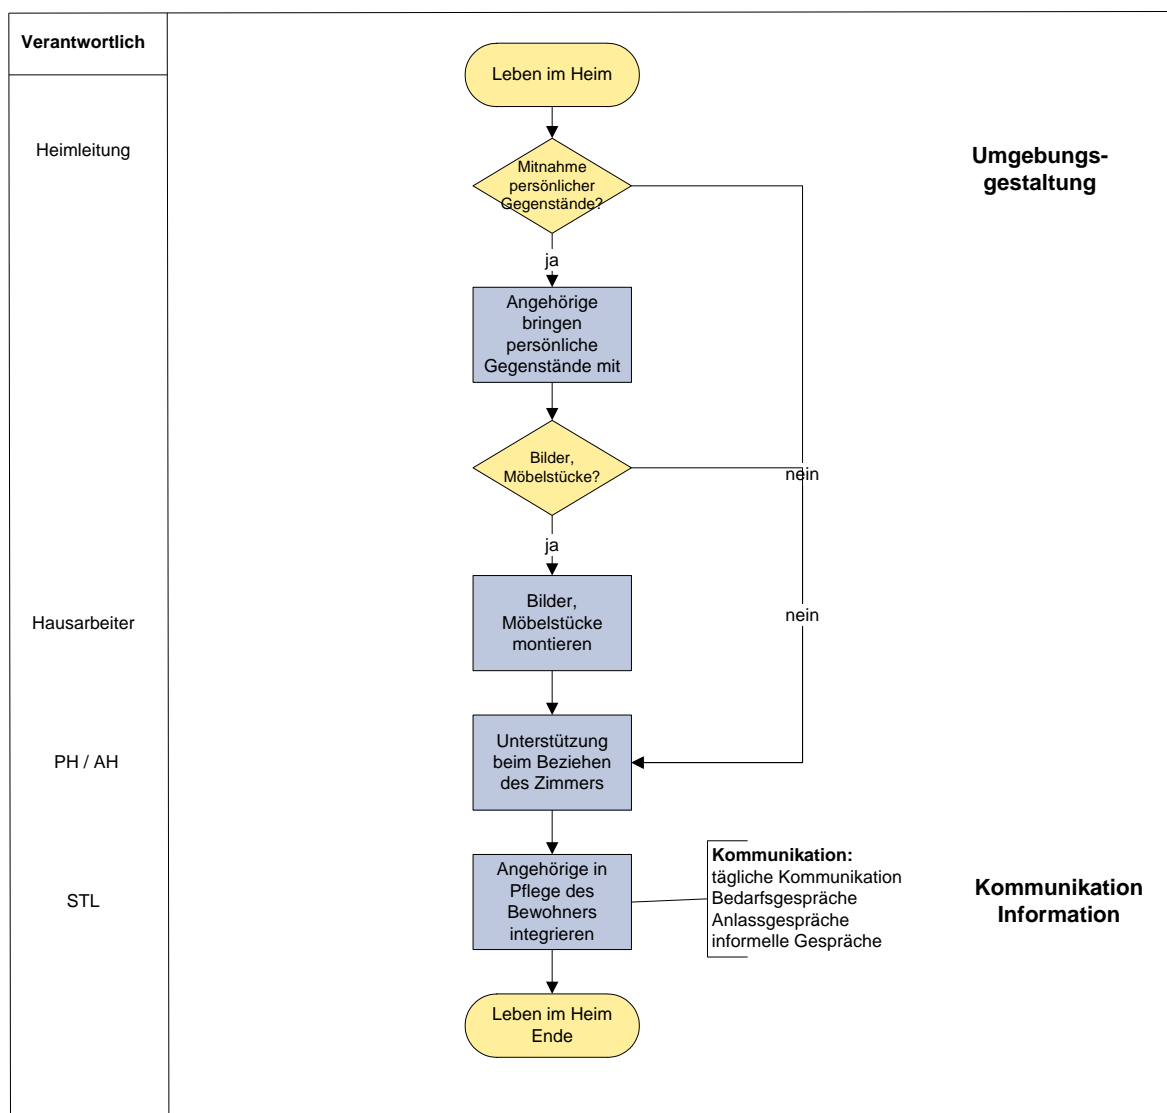 Verantwortlich
Leben im Heim
Heimleitung
Mitnahme
persönlicher
Gegenstände?
Umgebungs-
gestaltung
ja
Angehörige
bringen
persönliche
Gegenstände mit
Bilder,
Möbelstücke?
nein
ja
Hausarbeiter
Bilder,
Möbelstücke
montieren
nein
PH / AH
Unterstützung
beim Beziehen
des Zimmers
STL
Angehörige in
Pflege des
Bewohners
integrieren
Kommunikation:
tägliche Kommunikation
Bedarfsgespräche
Anlassgespräche
informelle Gespräche
Kommunikation
Information
Leben im Heim
Ende